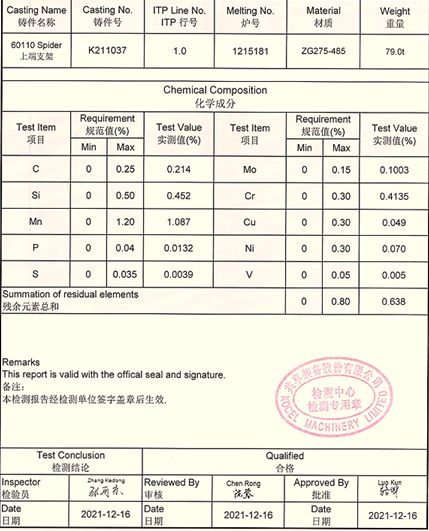 Casting Name Casting No. ITP Line No. Melting No. Material Weight
铸件名称 铸件号 ITP 行号 炉号 材质 重量
60110 Spider K211037 1.0 1215181 ZG275-485 79.0t
上端支架
Chemical Composition
化学成分
Test Item Requirement Test Value Test Item Requirement Test Value
项目 规范值(%) 实测值(%) 项目 规范值(%) 实测值(%)
Min Max Min Max
C 0 0.25 0.214 Mo 0 0.15 0.1003
Si 0 0.50 0.452 Cr 0 0.30 0.4135
Mn 0 1.20 1.087 Cu 0 0.30 0.049
P 0 0.04 0.0132 Ni 0 0.30 0.070
S 0 0.035 0.0039 V 0 0.05 0.005
Summation of residual elements 0 0.80 0.638
残余元素总和
Remarks
This report is valid with the offical seal and signature.
备注:
本检测报告经检测单位签字盖章后生效.
共享装备股份有限公司
检测中心
检测专用章
KOCEL MACHINERY LIMITED
Test Conclusion Qualified
检测结论 合格
Inspector Zhang Kedong Reviewed By Chen Rong Approved By Luo Kun
检验员 审核 陈蓉 批准
Date 2021-12-16 Date 2021-12-16 Date 2021-12-16
日期 日期 日期